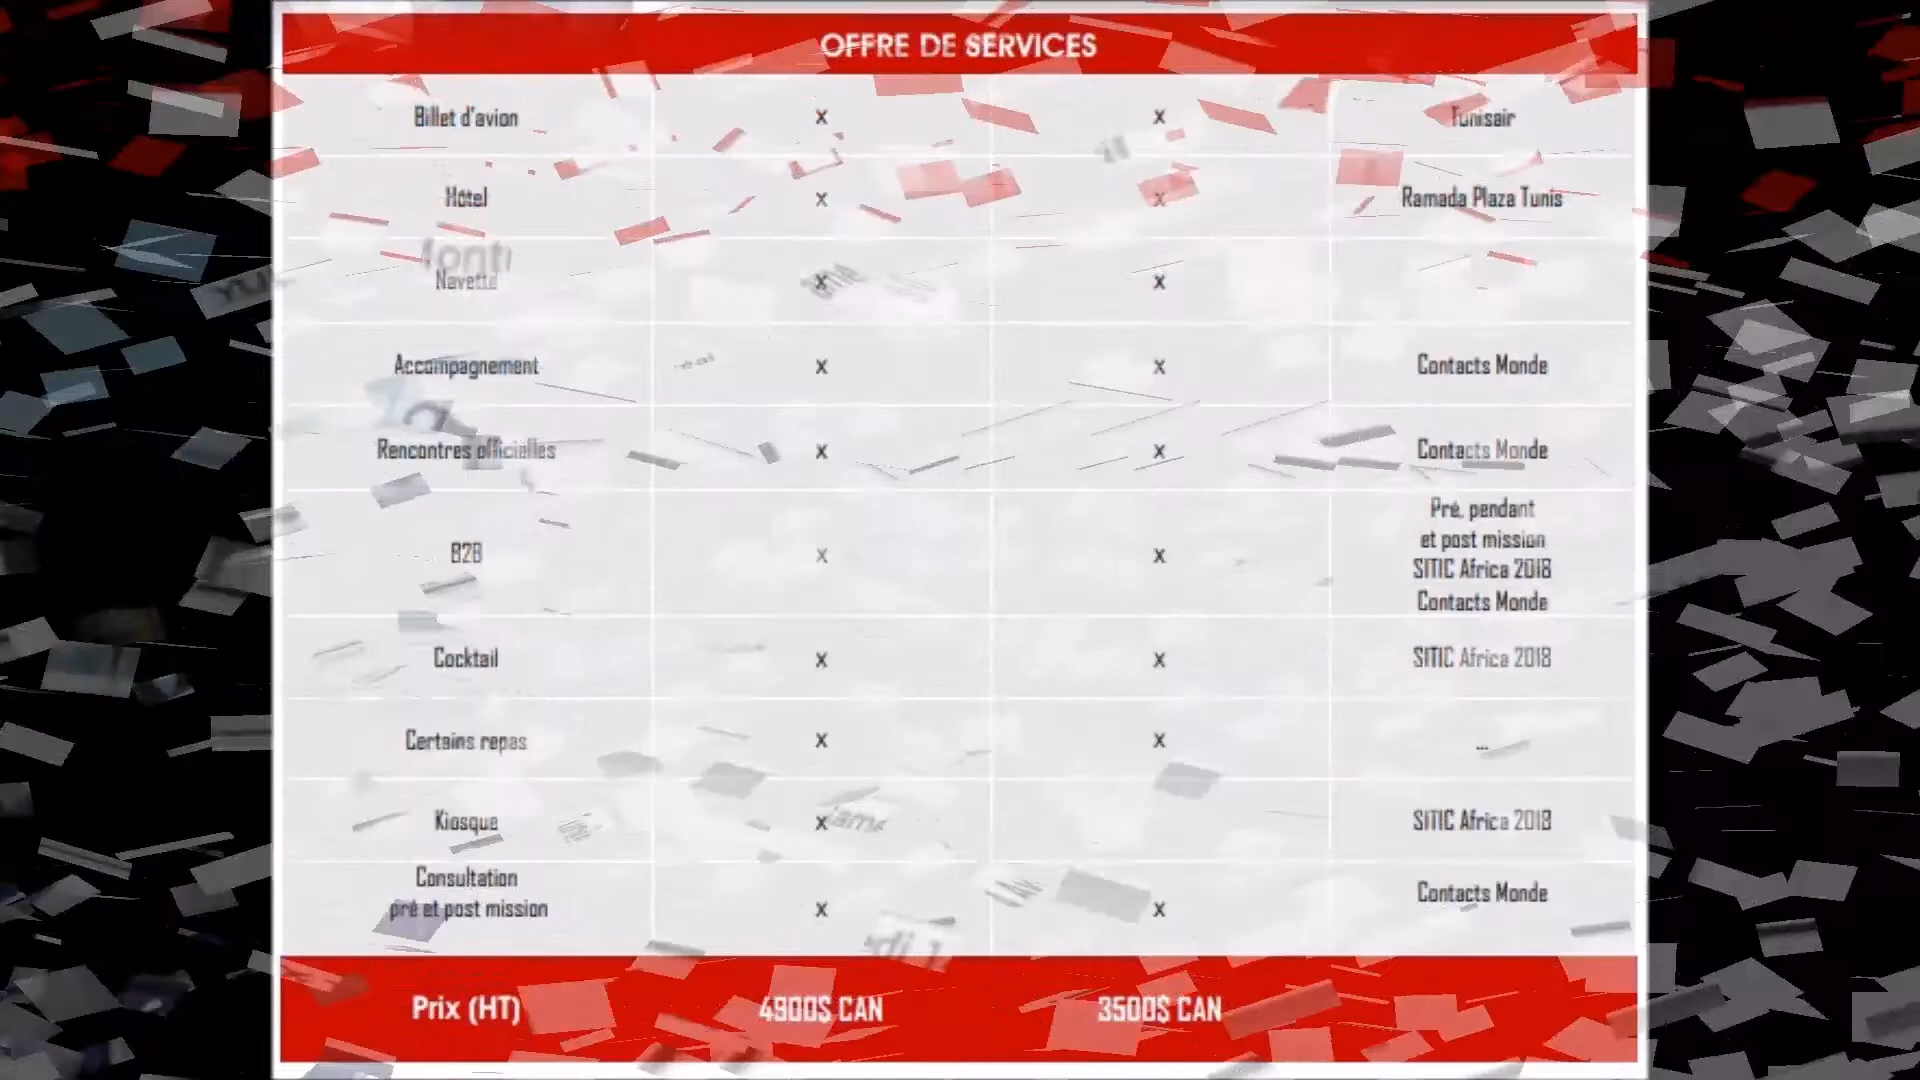 OFFRE DE SERVICES
Billet d'avion x x Tunisair
Hôtel x x Ramada Plaza Tunis
Navette x x
Accompagnement x x Contacts Monde
Rencontres officielles x x Contacts Monde
Pré, pendant
et post mission
B2B x x
SITIC Africa 2018
Contacts Monde
Cocktail x x SITIC Africa 2018
Certains repas x x ...
Kiosque x SITIC Africa 2018
Consultation
pré et post mission x x Contacts Monde
Prix (HT) 4900$ CAN 3500$ CAN